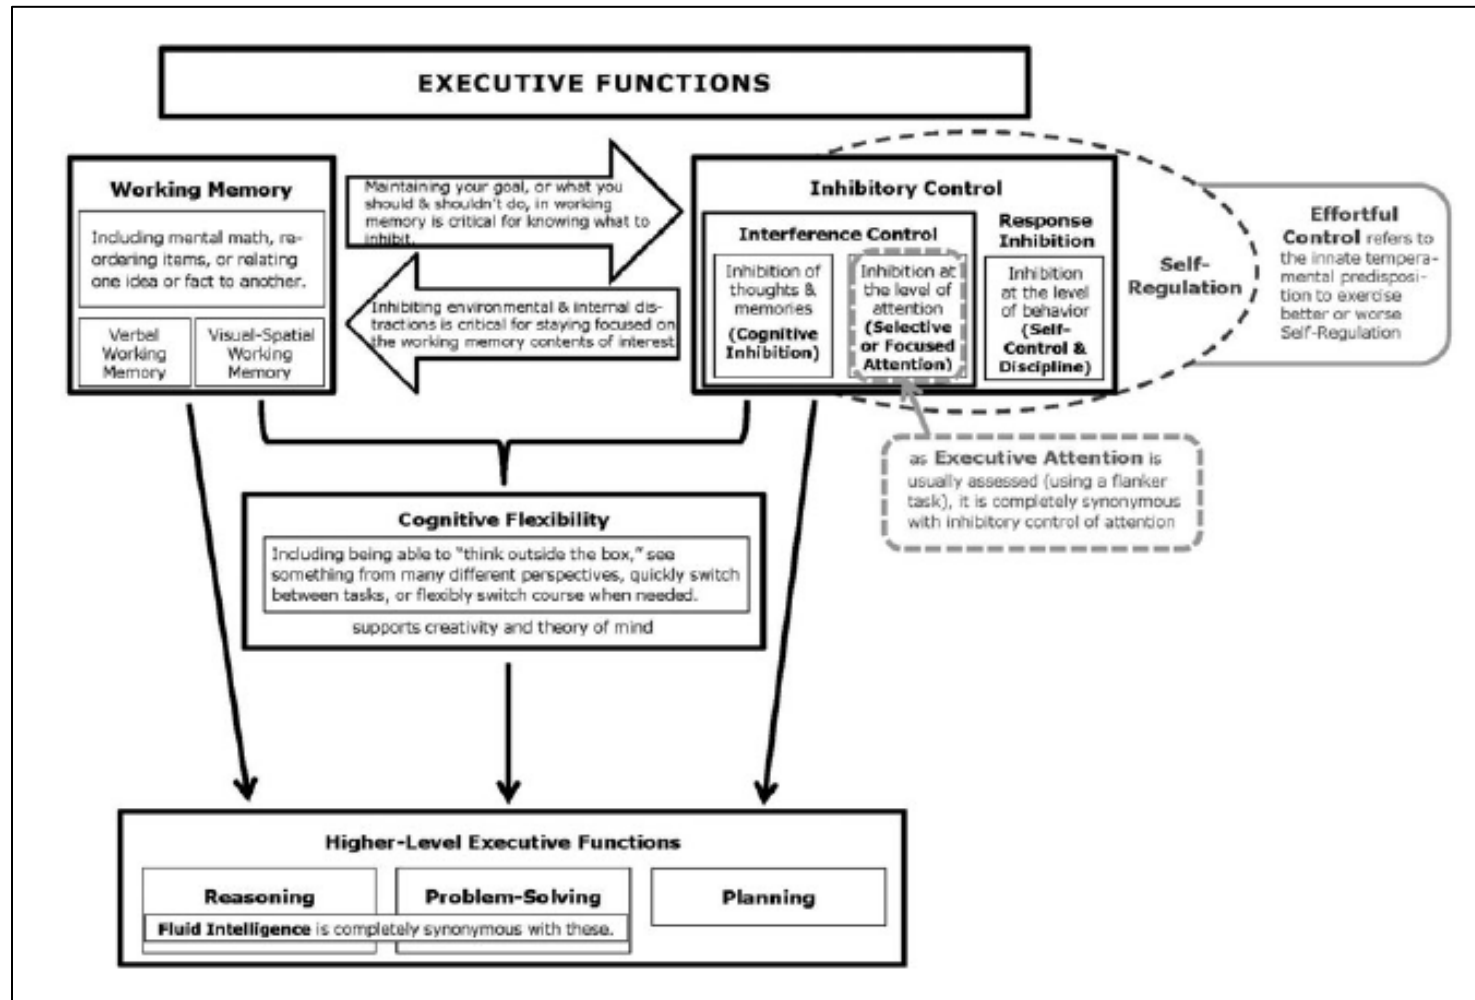 EXECUTIVE FUNCTIONS
Working Memory
Including mental math, re-
ordering items, or relating
one idea or fact to another.
Verbal
Working
Memory
Visual-Spatial
Working
Memory
Maintaining your goal, or what you
should & shouldn't do, in working
memory is critical for knowing what to
inhibit.
Inhibiting environmental & internal dis-
tractions is critical for staying focused on
the working memory contents of interest.
Inhibitory Control
Interference Control
Inhibition of
thoughts &
memories
(Cognitive
Inhibition)
Inhibition at
the level of
attention
(Selective
or Focused
Attention)
Response
Inhibition
Inhibition
at the level
of behavior
(Self-
Control &
Discipline)
Self-
Regulation
Effortful
Control refers to
the innate tempera-
mental predisposi-
tion to exercise
better or worse
Self-Regulation
as Executive Attention is
usually assessed (using a flanker
task), it is completely synonymous
with inhibitory control of attention
Cognitive Flexibility
Including being able to "think outside the box," see
something from many different perspectives, quickly switch
between tasks, or flexibly switch course when needed.
supports creativity and theory of mind
Higher-Level Executive Functions
Reasoning
Problem-Solving
Planning
Fluid Intelligence is completely synonymous with these.